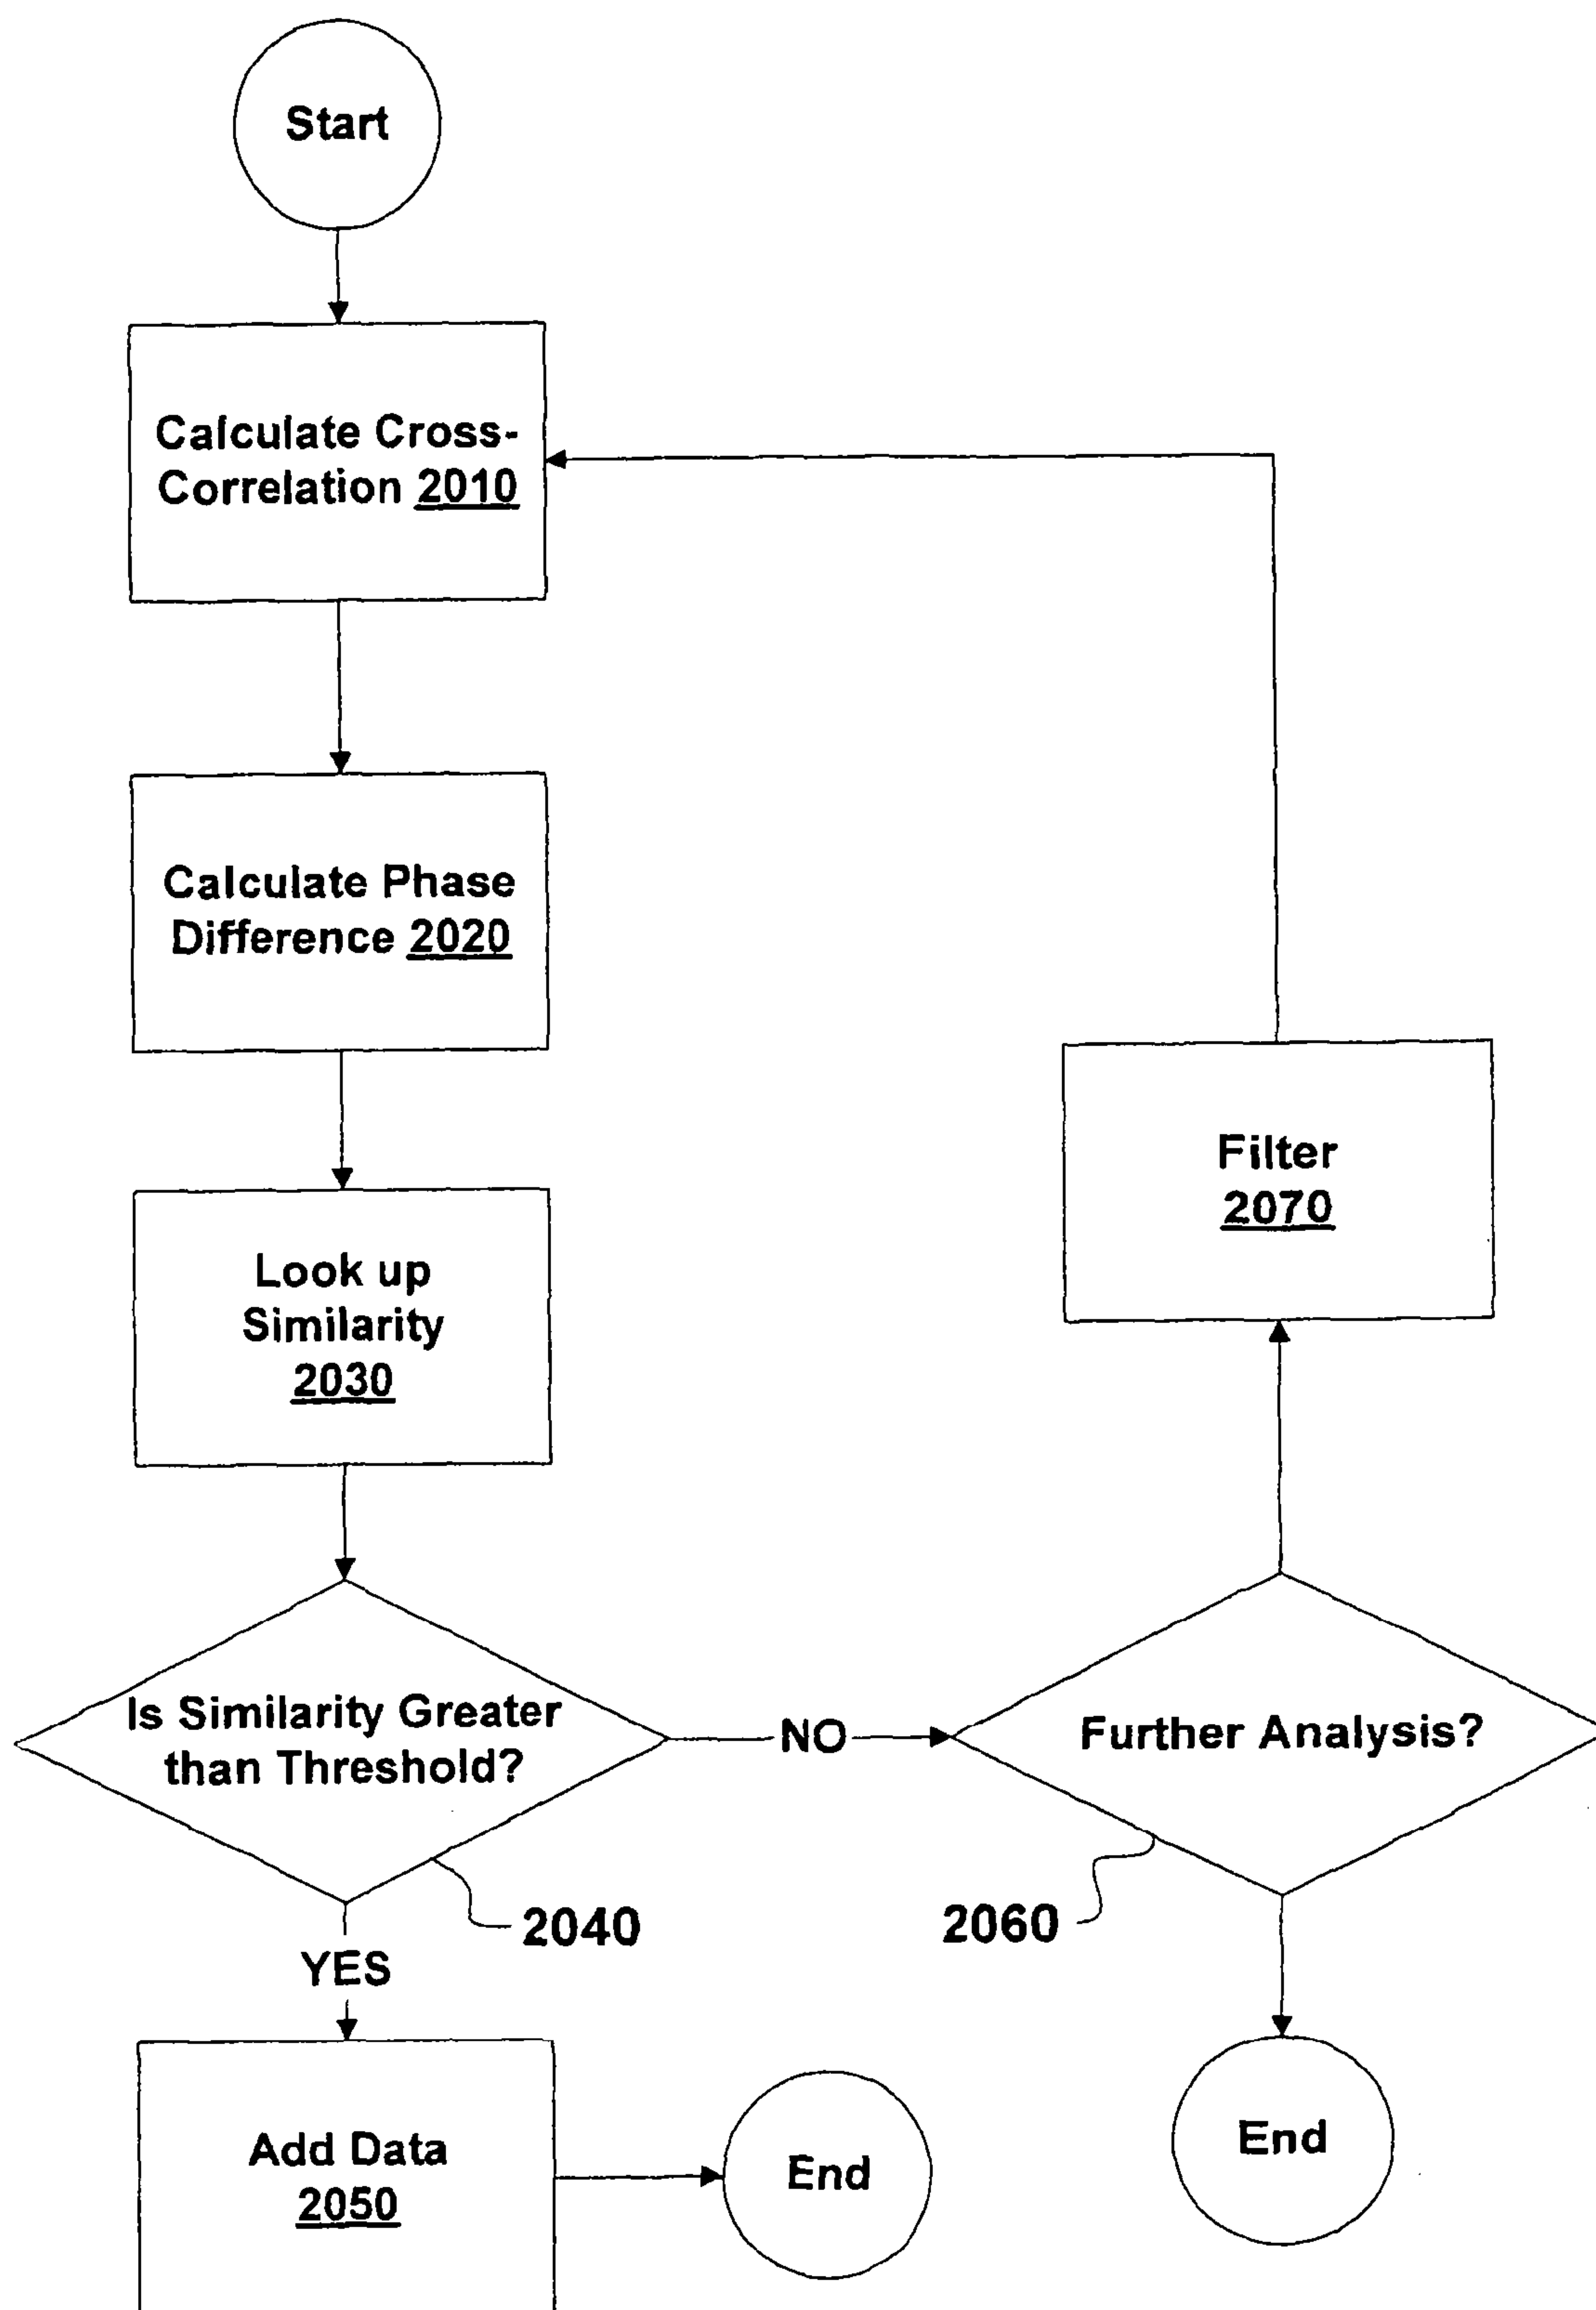 Start
Calculate Cross-
Correlation 2010
Calculate Phase
Difference 2020
Look up
Similarity
2030
Is Similarity Greater
than Threshold?
2040
YES
Add Data
2050
End
NO
Further Analysis?
2060
Filter
2070
End